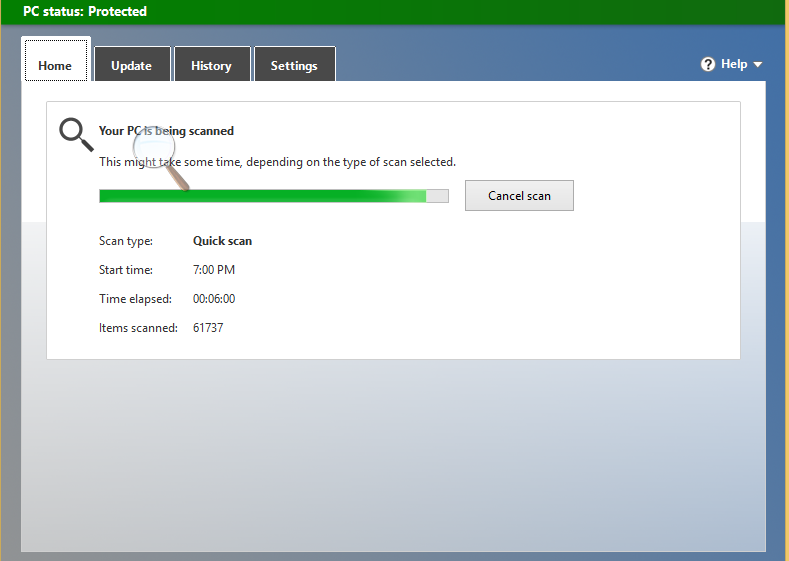 PC status: Protected
Home
Update
History
Settings
? Help
Your PC is being scanned
This might take some time, depending on the type of scan selected.
Cancel scan
Scan type: Quick scan
Start time: 7:00 PM
Time elapsed: 00:06:00
Items scanned: 61737